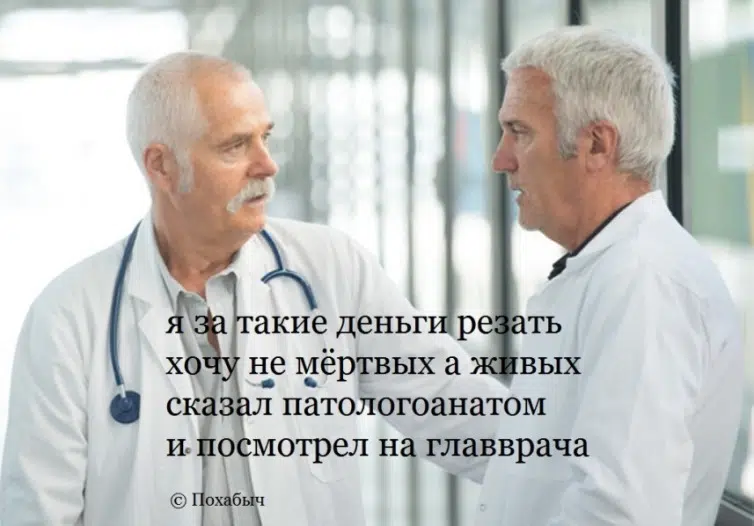 я за такие деньги резать
хочу не мёртвых а живых
сказал патологоанатом
и посмотрел на главврача
© Похабыч